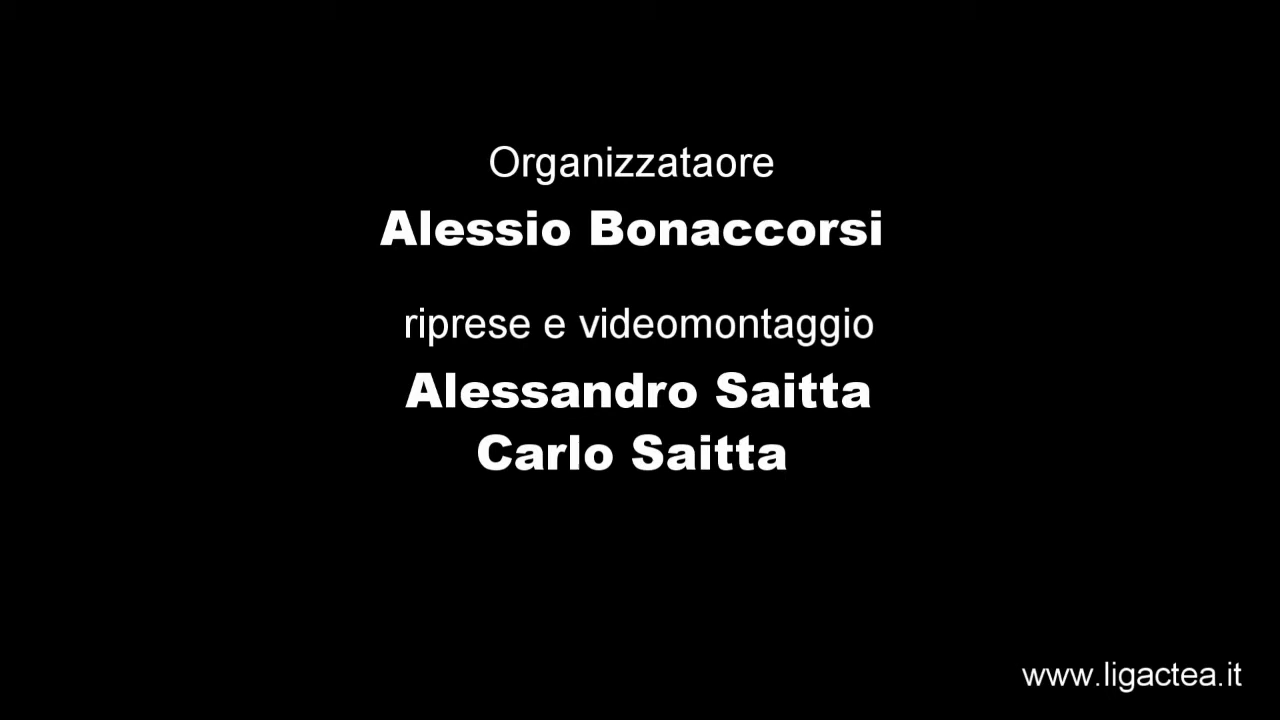 Organizzataore
Alessio Bonaccorsi
riprese e videomontaggio
Alessandro Saitta
Carlo Saitta
www.ligactea.it